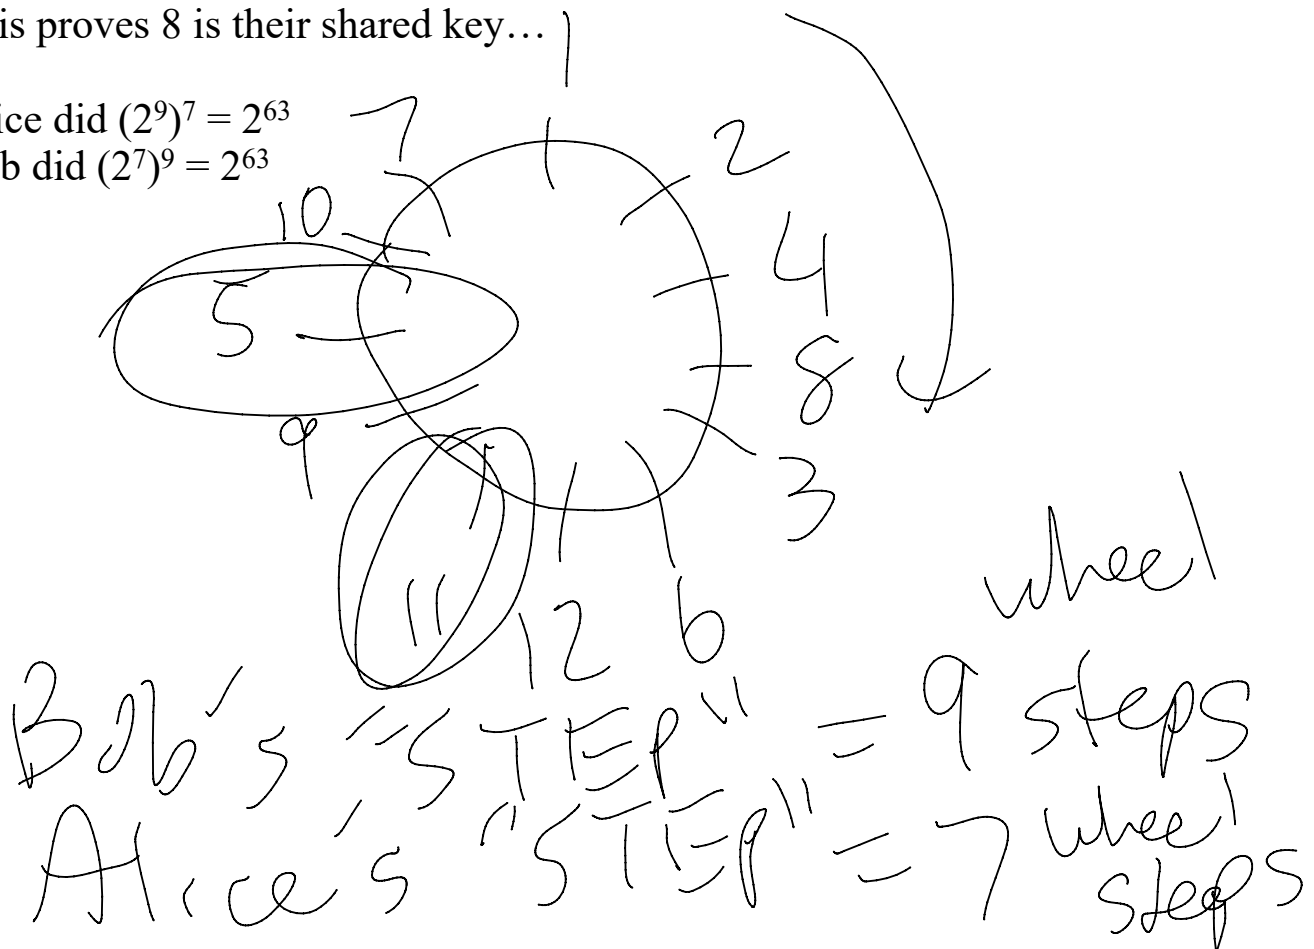 is proves 8 is their shared key…
ice did (2⁹)⁷ = 2⁶³
b did (2⁷)⁹ = 2⁶³
1
2
4
8
3
6
12
11
9
5
10
7
wheel
Bob's "STEP" = 9 steps
Alice's "STEP" = 7 wheel
steps